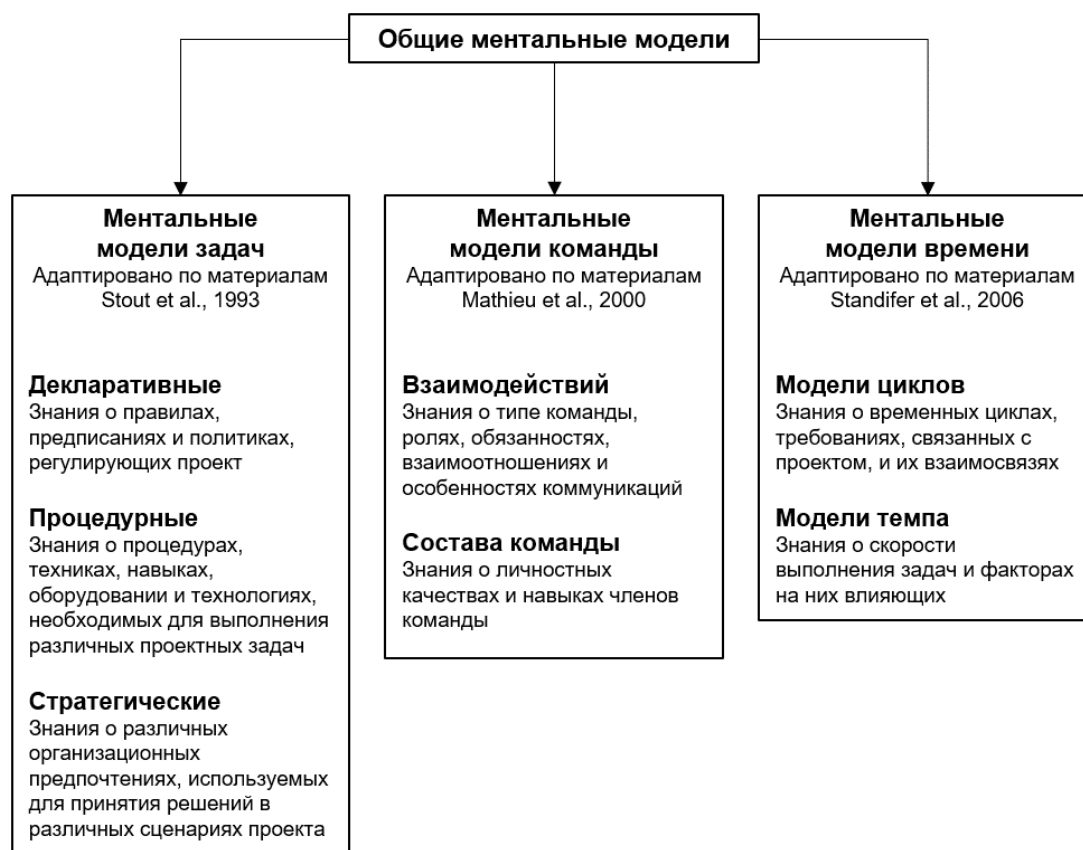 Общие ментальные модели
Ментальные
модели задач
Адаптировано по материалам
Stout et al., 1993
Декларативные
Знания о правилах,
предписаниях и политиках,
регулирующих проект
Процедурные
Знания о процедурах,
техниках, навыках,
оборудовании и технологиях,
необходимых для выполнения
различных проектных задач
Стратегические
Знания о различных
организационных
предпочтениях, используемых
для принятия решений в
различных сценариях проекта
Ментальные
модели команды
Адаптировано по материалам
Mathieu et al., 2000
Взаимодействий
Знания о типе команды,
ролях, обязанностях,
взаимоотношениях и
особенностях коммуникаций
Состава команды
Знания о личностных
качествах и навыках членов
команды
Ментальные
модели времени
Адаптировано по материалам
Standifer et al., 2006
Модели циклов
Знания о временных циклах,
требованиях, связанных с
проектом, и их взаимосвязях
Модели темпа
Знания о скорости
выполнения задач и факторах
на них влияющих